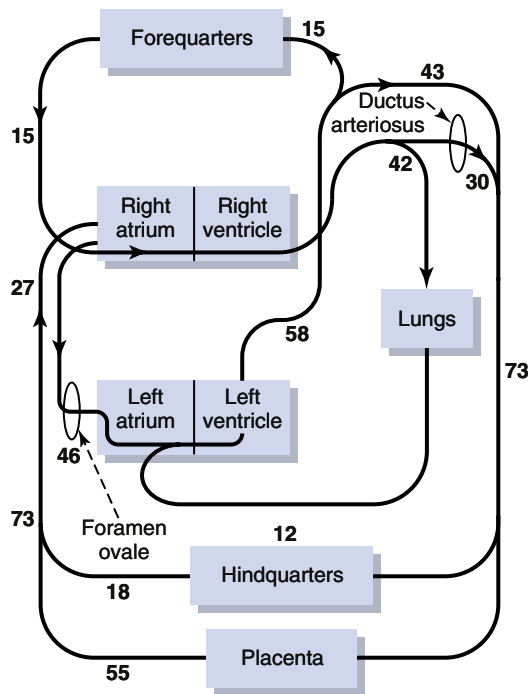 Forequarters
15
43
Ductus
arteriosus
15
42
30
Right
atrium
Right
ventricle
27
Lungs
58
73
Left
atrium
Left
ventricle
46
Foramen
ovale
73
12
Hindquarters
18
Placenta
55